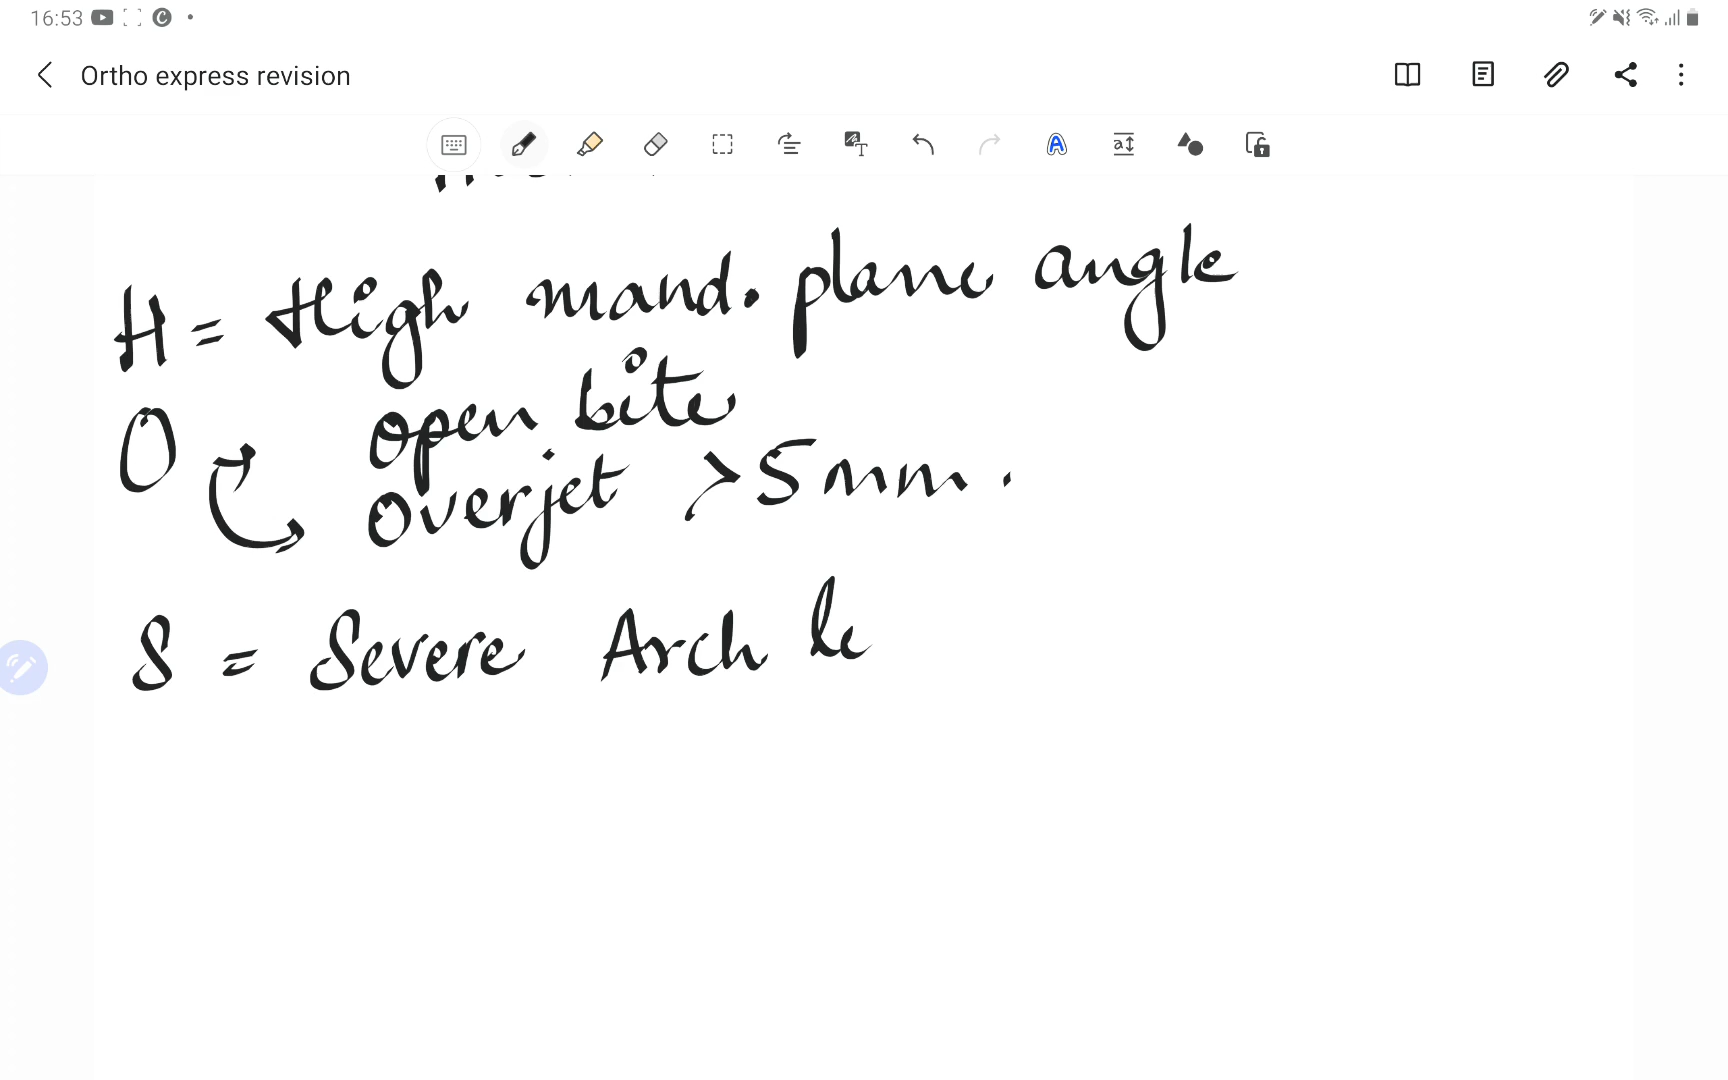 16:53
Ortho express revision
H = High mand. plane angle
O open bite
overjet >5mm.
S = Severe Arch le